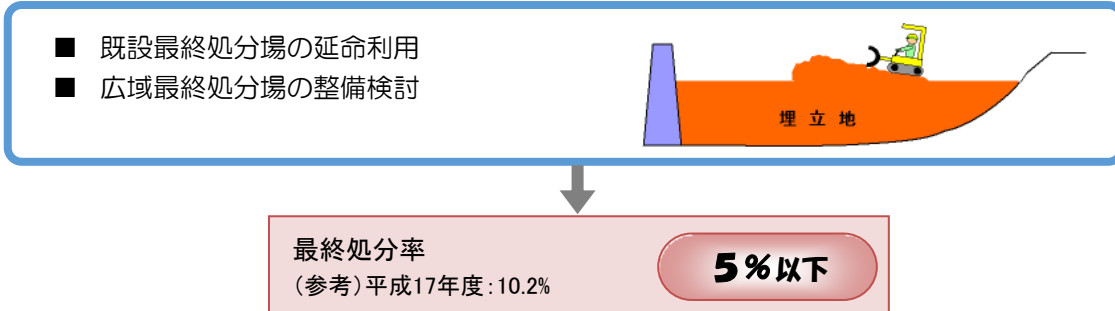 ■ 既設最終処分場の延命利用
■ 広域最終処分場の整備検討
埋立地
最終処分率
(参考)平成17年度:10.2%
5%以下